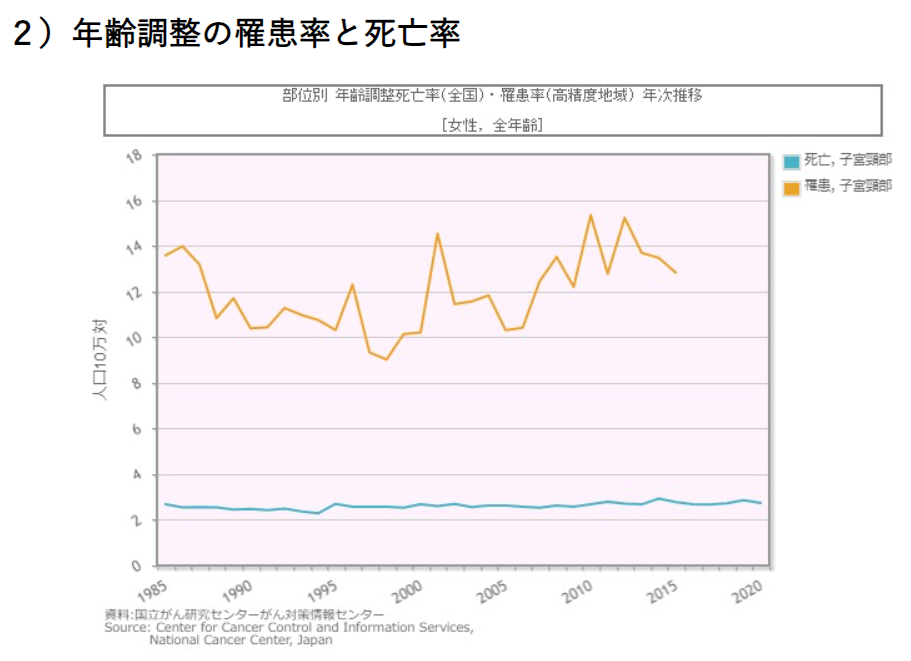 2）年齢調整の罹患率と死亡率
部位別 年齢調整死亡率(全国)・罹患率(高精度地域) 年次推移
[女性, 全年齢]
死亡, 子宮頸部
罹患, 子宮頸部
人口10万対
18
16
14
12
10
8
6
4
2
0
1985 1990 1995 2000 2005 2010 2015 2020
資料:国立がん研究センターがん対策情報センター
Source: Center for Cancer Control and Information Services,
National Cancer Center, Japan